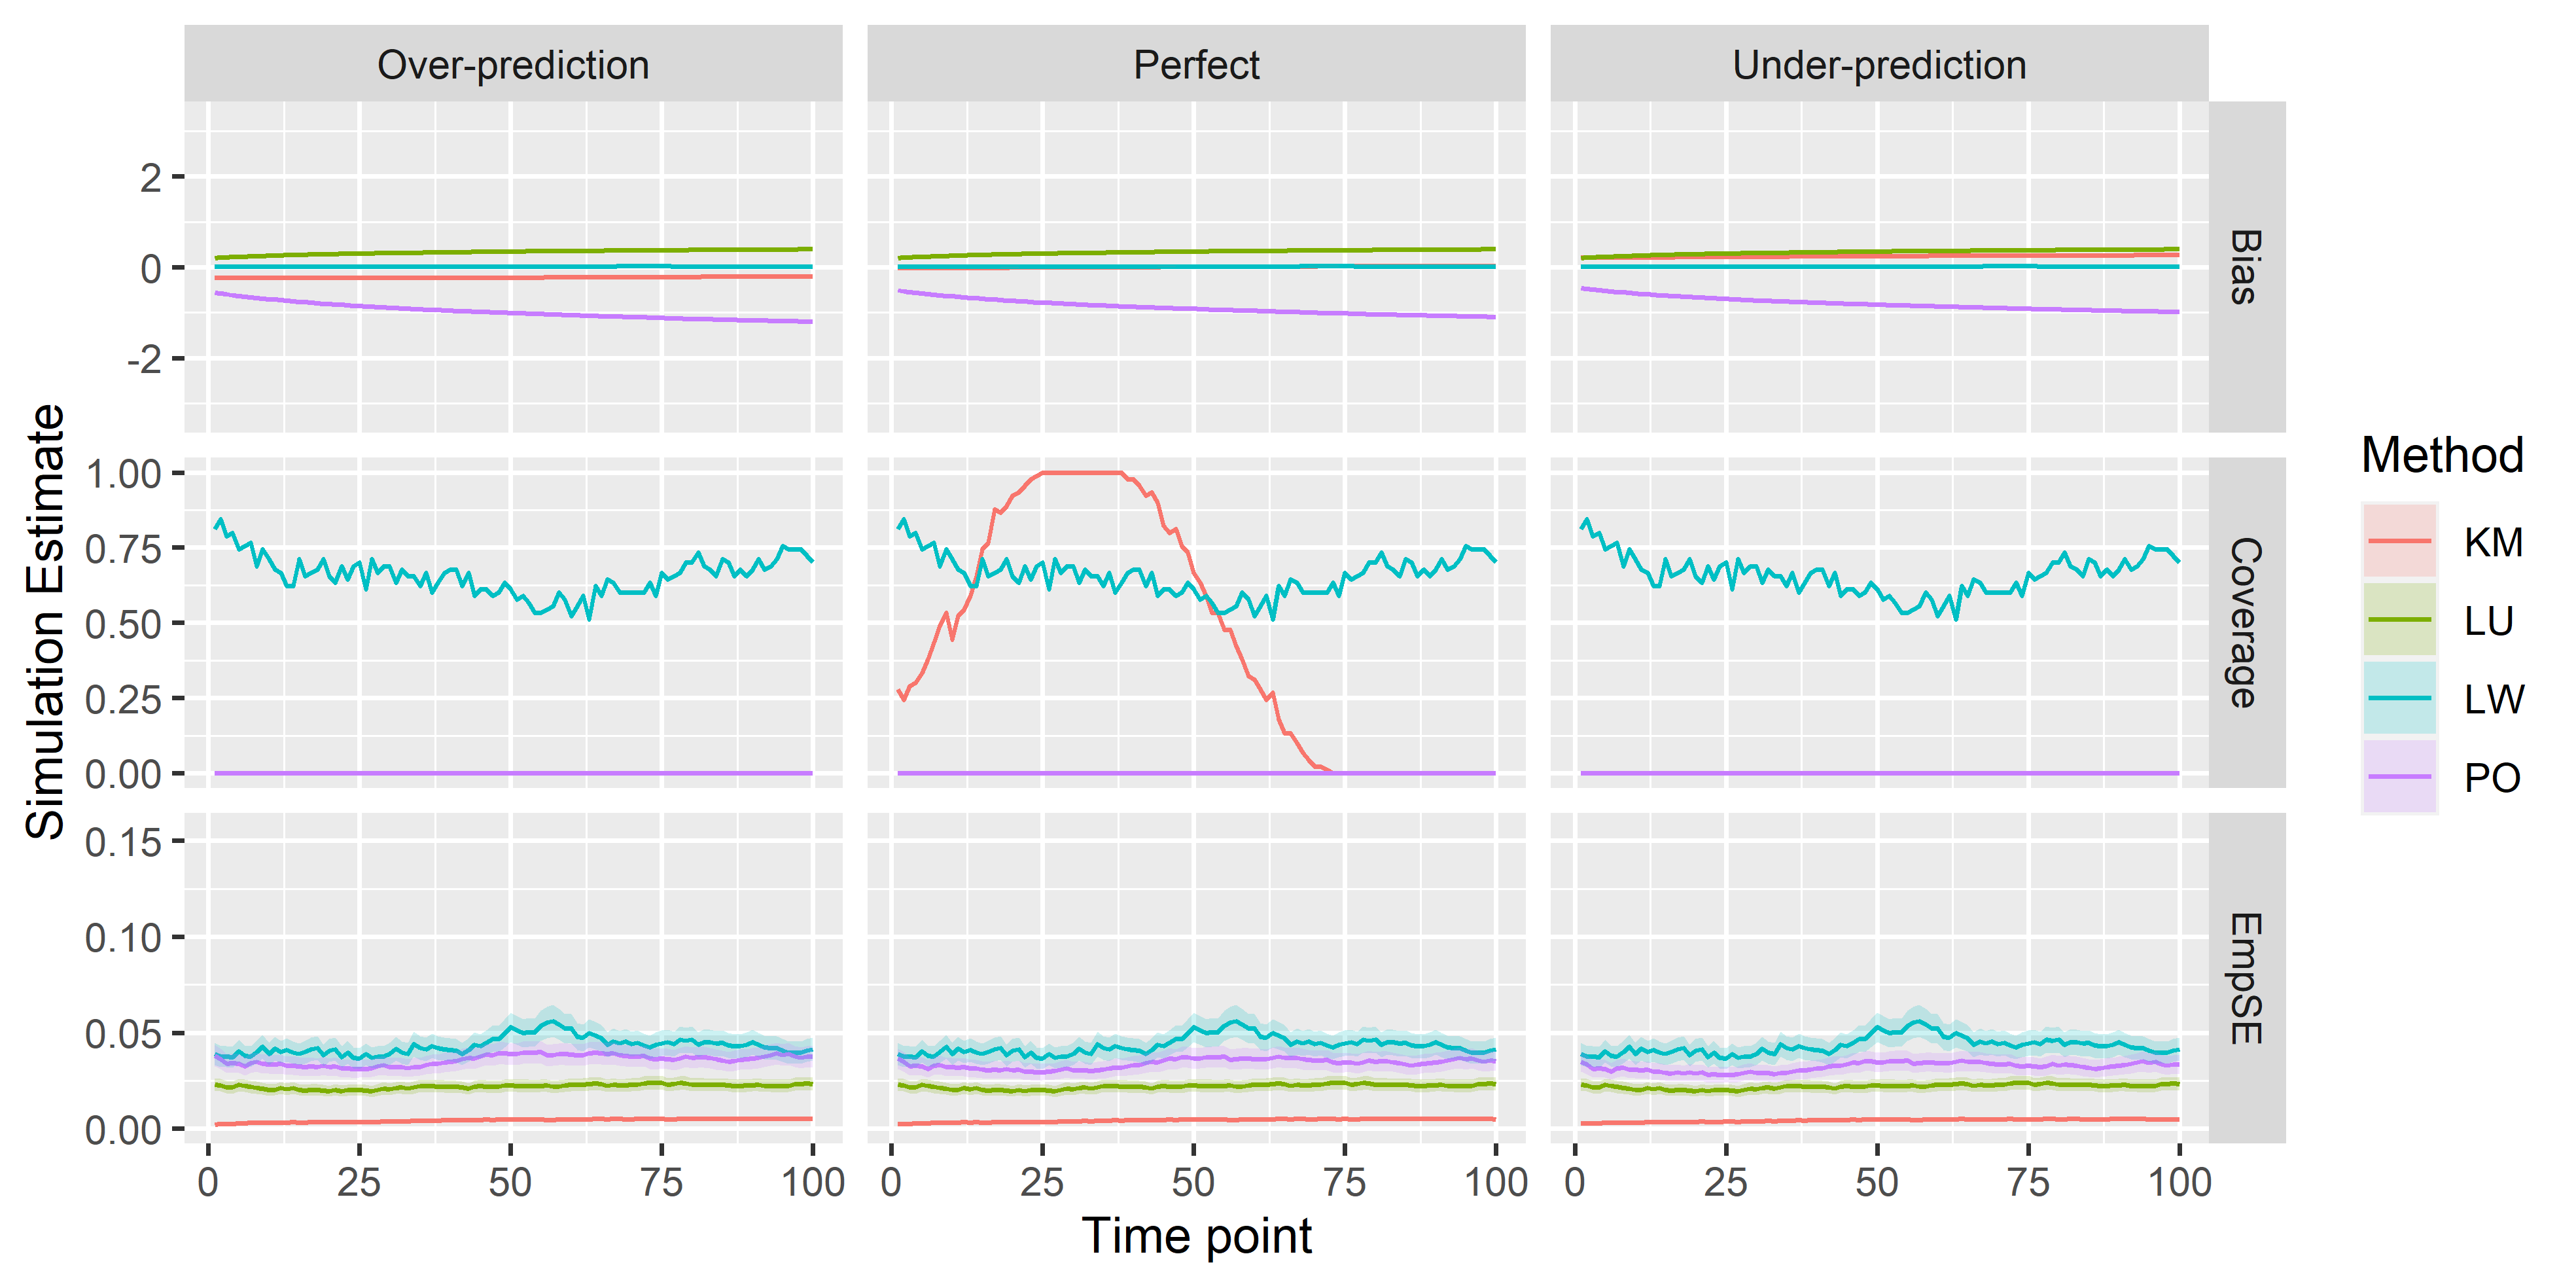 Over-prediction
Perfect
Under-prediction
2
0
-2
Bias
1.00
0.75
0.50
0.25
0.00
Coverage
0.15
0.10
0.05
0.00
EmpSE
0 25 50 75 100
0 25 50 75 100
0 25 50 75 100
Time point
Simulation Estimate
Method
KM
LU
LW
PO